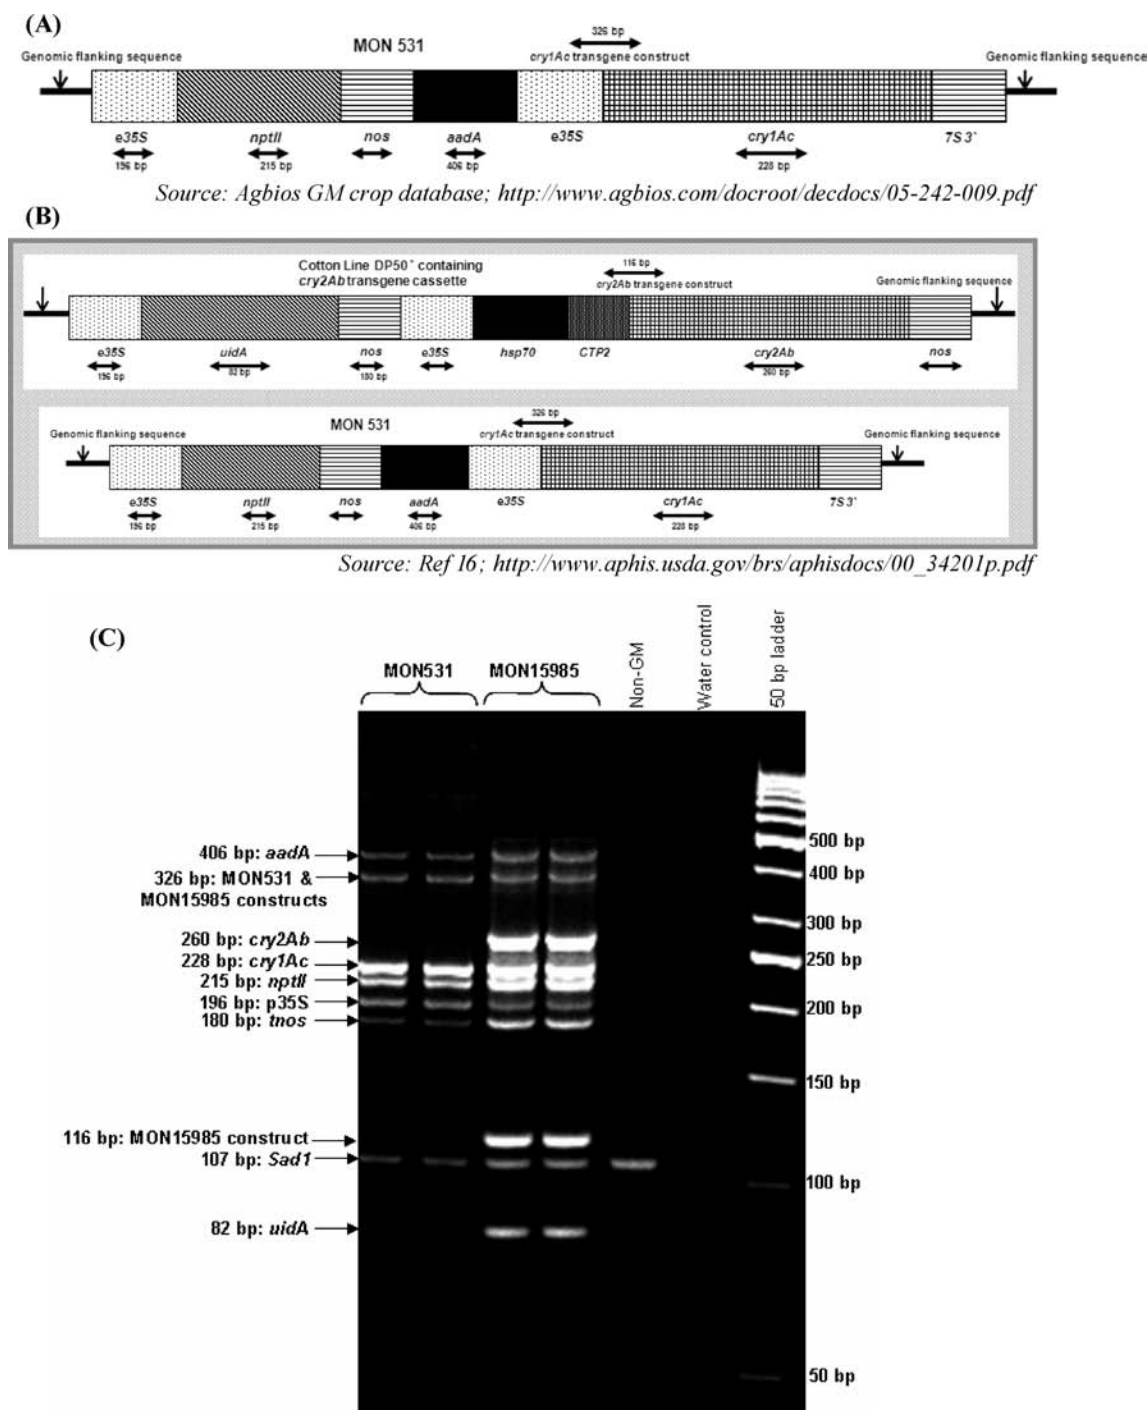 (A)
326 bp
MON 531
cry1Ac transgene construct
Genomic flanking sequence
Genomic flanking sequence
e35S nptII nos aadA e35S cry1Ac 7S 3`
196 bp 215 bp 406 bp 228 bp
Source: Agbios GM crop database; http://www.agbios.com/docroot/decdocs/05-242-009.pdf
(B)
Cotton Line DP50* containing
cry2Ab transgene cassette
116 bp
cry2Ab transgene construct
Genomic flanking sequence
e35S uidA nos e35S hsp70 CTP2 cry2Ab nos
196 bp 82 bp 180 bp 260 bp
326 bp
MON 531
Genomic flanking sequence
cry1Ac transgene construct
Genomic flanking sequence
e35S nptII nos aadA e35S cry1Ac 7S 3`
196 bp 215 bp 406 bp 228 bp
Source: Ref 16; http://www.aphis.usda.gov/brs/aphisdocs/00_34201p.pdf
(C)
MON531
MON15985
Non-GM
Water control
50 bp ladder
406 bp: aadA
326 bp: MON531 &
MON15985 constructs
260 bp: cry2Ab
228 bp: cry1Ac
215 bp: nptII
196 bp: p35S
180 bp: tnos
116 bp: MON15985 construct
107 bp: Sad1
82 bp: uidA
500 bp
400 bp
300 bp
250 bp
200 bp
150 bp
100 bp
50 bp